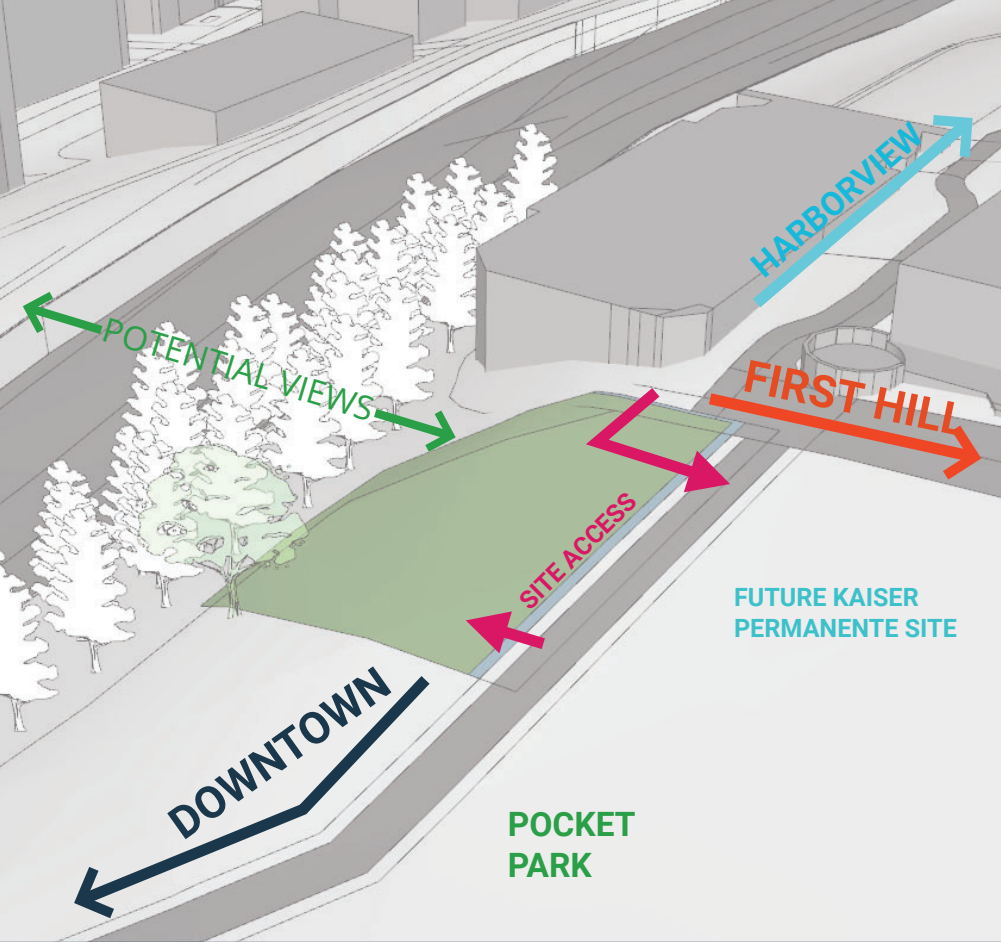 HARBORVIEW
POTENTIAL VIEWS
FIRST HILL
SITE ACCESS
FUTURE KAISER
PERMANENTE SITE
DOWNTOWN
POCKET
PARK